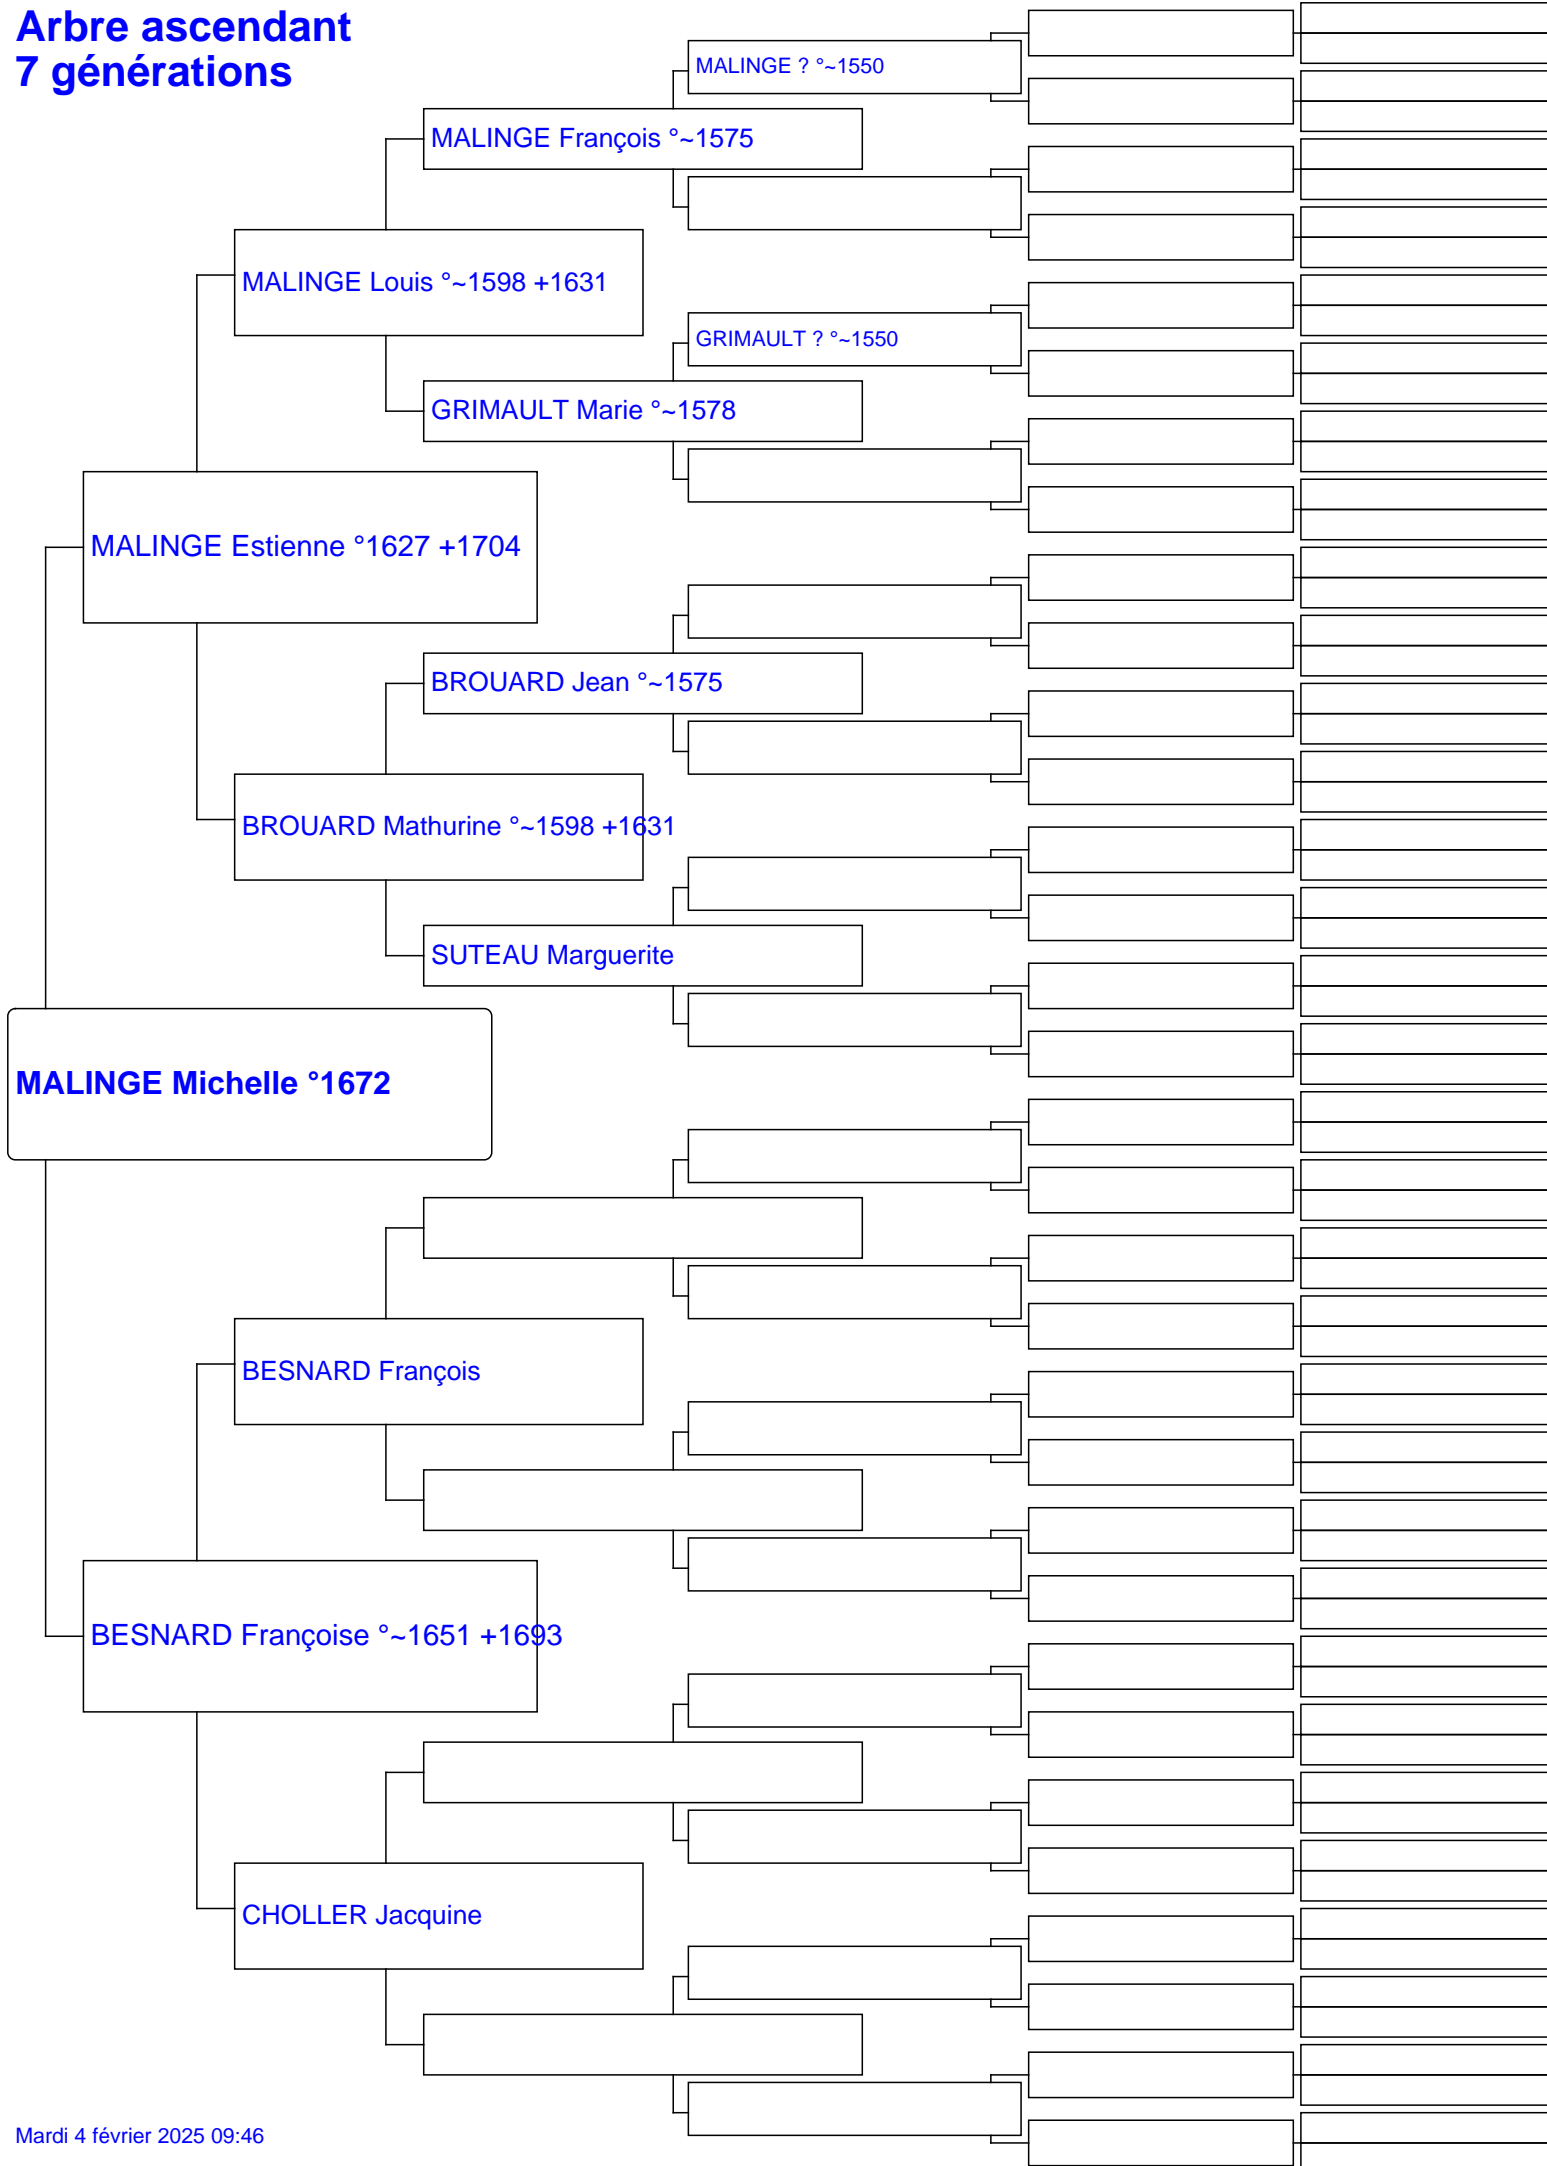 Arbre ascendant
7 générations
MALINGE ? °~1550
MALINGE François °~1575
MALINGE Louis °~1598 +1631
GRIMAULT ? °~1550
GRIMAULT Marie °~1578
MALINGE Estienne °1627 +1704
BROUARD Jean °~1575
BROUARD Mathurine °~1598 +1631
SUTEAU Marguerite
MALINGE Michelle °1672
BESNARD François
BESNARD Françoise °~1651 +1693
CHOLLER Jacquine
Mardi 4 février 2025 09:46